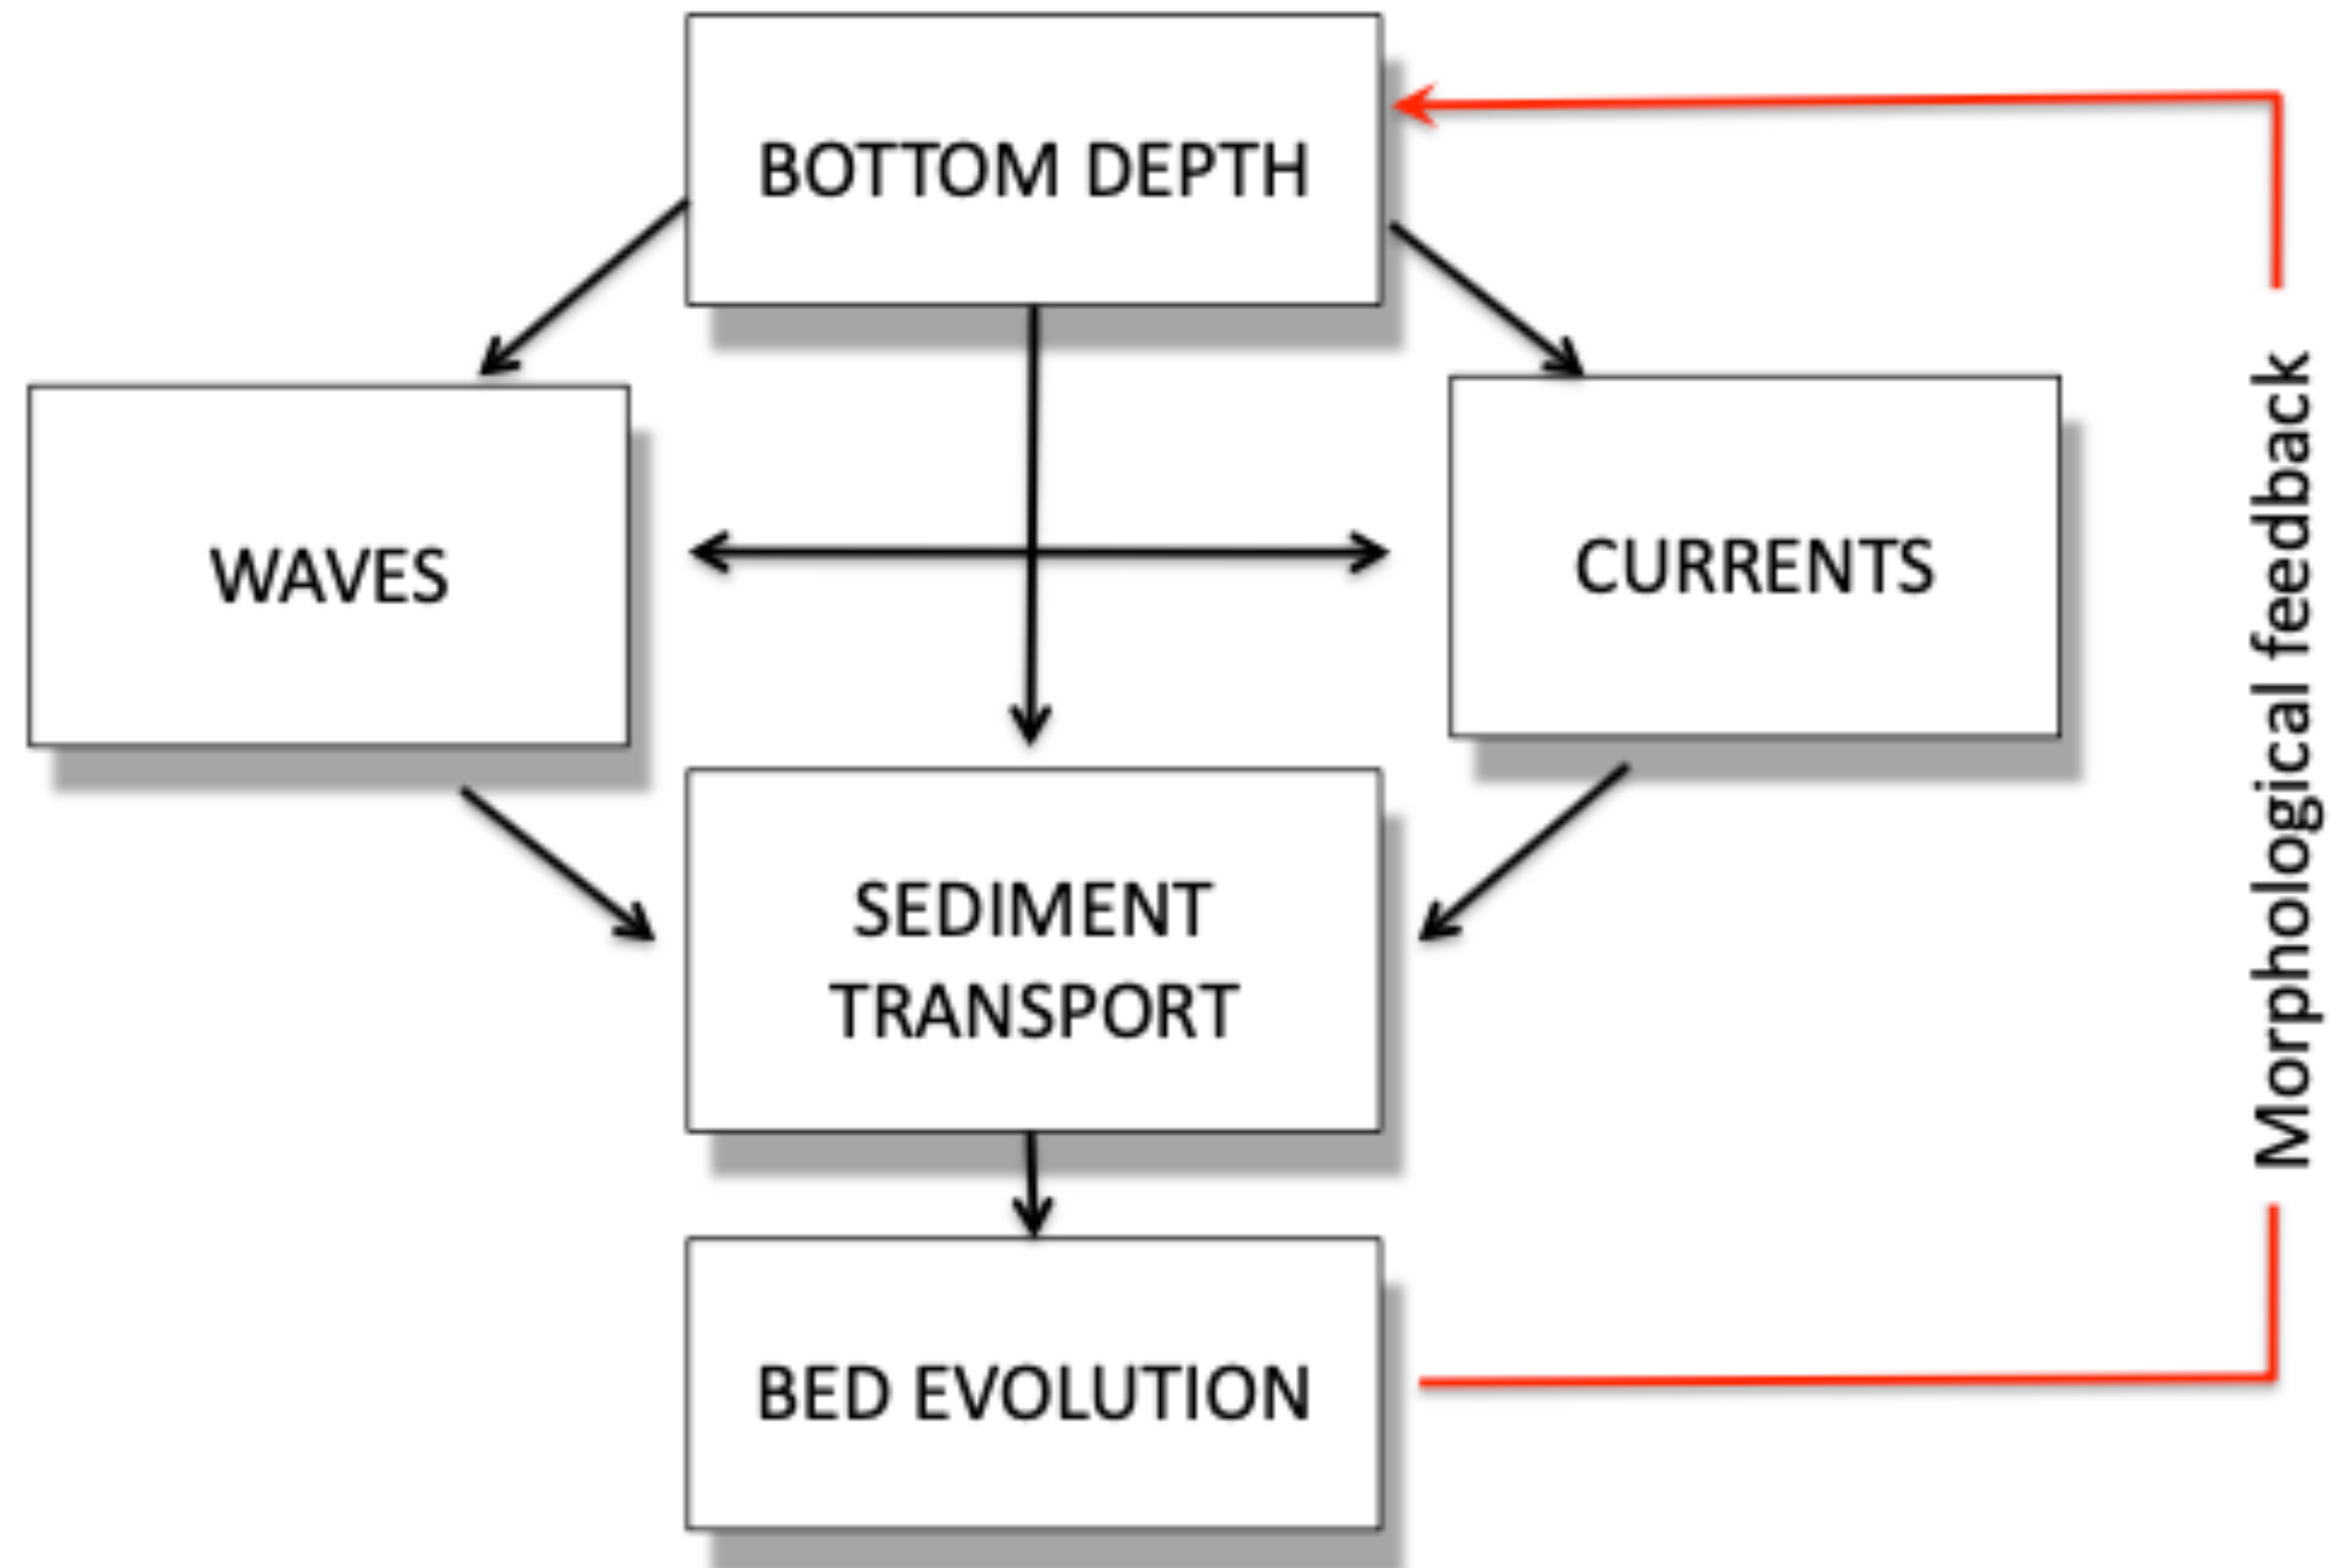 BOTTOM DEPTH
WAVES
CURRENTS
SEDIMENT
TRANSPORT
BED EVOLUTION
Morphological feedback